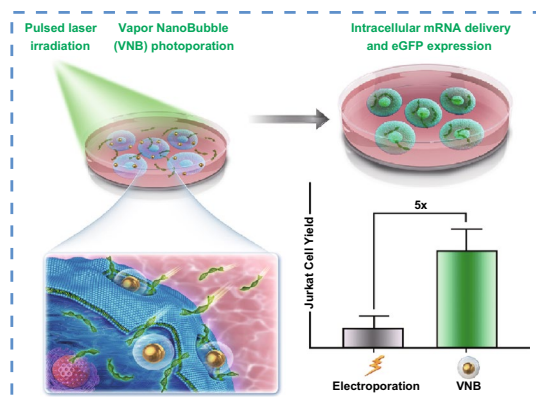 Pulsed laser
irradiation
Vapor NanoBubble
(VNB) photoporation
Intracellular mRNA delivery
and eGFP expression
Jurkat Cell Yield
5x
Electroporation
VNB